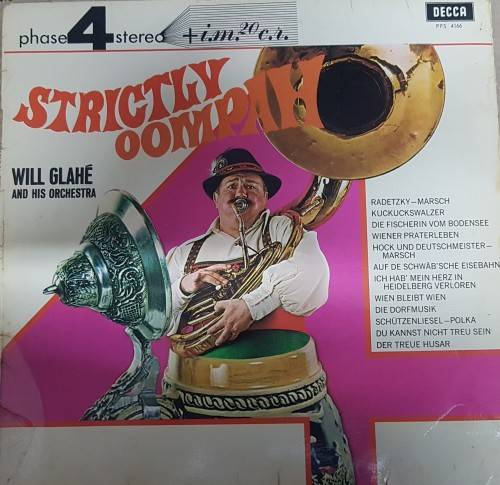 phase 4 stereo
+i.m.20c.r.
DECCA
PFS 4166
STRICTLY
OOMPAH
WILL GLAHÉ
AND HIS ORCHESTRA
RADETZKY–MARSCH
KUCKUCKSWALZER
DIE FISCHERIN VOM BODENSEE
WIENER PRATERLEBEN
HOCK UND DEUTSCHMEISTER–
MARSCH
AUF DE SCHWÄB'SCHE EISEBAHN
ICH HAB' MEIN HERZ IN
HEIDELBERG VERLOREN
WIEN BLEIBT WIEN
DIE DORFMUSIK
SCHÜTZENLIESEL–POLKA
DU KANNST NICHT TREU SEIN
DER TREUE HUSAR